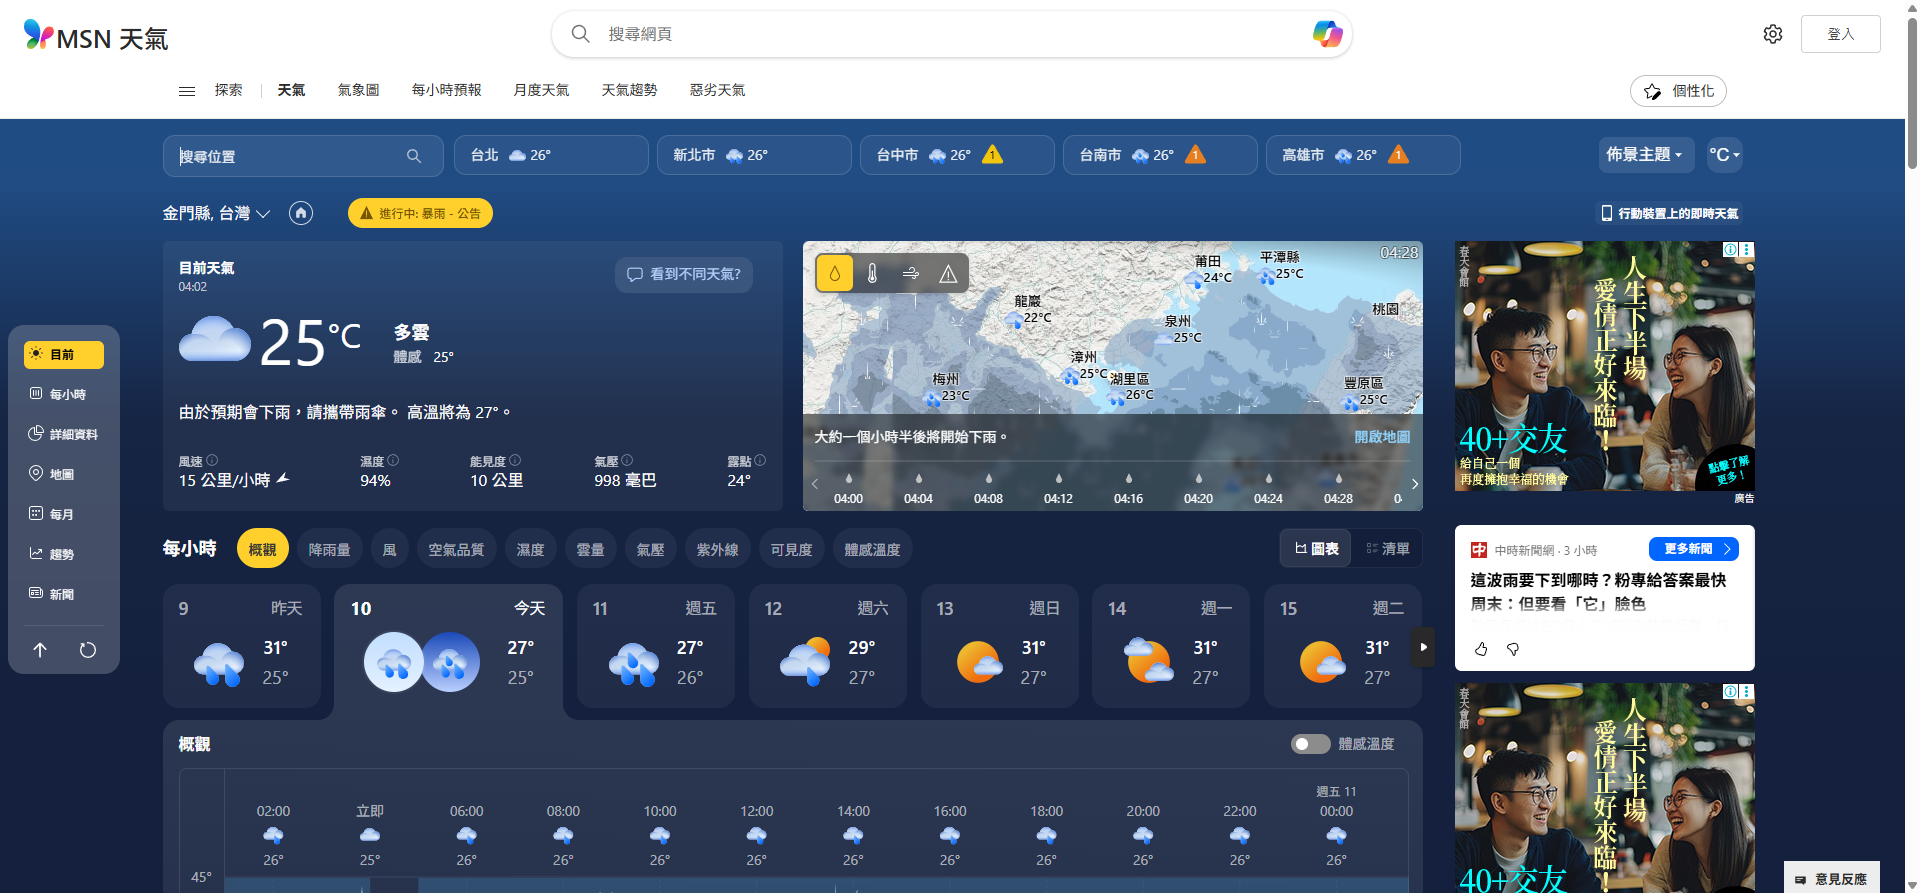 MSN 天氣
搜尋網頁
登入
探索
天氣
氣象圖
每小時預報
月度天氣
天氣趨勢
惡劣天氣
個性化
搜尋位置
台北 26°
新北市 26°
台中市 26° 1
台南市 26° 1
高雄市 26° 1
佈景主題
°C
金門縣, 台灣
進行中: 暴雨 - 公告
行動裝置上的即時天氣
目前
每小時
詳細資料
地圖
每月
趨勢
新聞
目前天氣
04:02
看到不同天氣?
25°C
多雲
體感 25°
由於預期會下雨，請攜帶雨傘。 高溫將為 27°。
風速
15 公里/小時
濕度
94%
能見度
10 公里
氣壓
998 毫巴
露點
24°
04:28
莆田
24°C
平潭縣
25°C
龍巖
22°C
桃園
泉州
25°C
漳州
25°C
湖里區
26°C
梅州
23°C
豐原區
25°C
大約一個小時半後將開始下雨。
開啟地圖
04:00
04:04
04:08
04:12
04:16
04:20
04:24
04:28
0
春天會館
人生下半場
愛情正好來臨！
40+交友
給自己一個
再度擁抱幸福的機會
點擊了解
更多！
廣告
每小時
概觀
降雨量
風
空氣品質
濕度
雲量
氣壓
紫外線
可見度
體感溫度
圖表
清單
9 昨天
31°
25°
10 今天
27°
25°
11 週五
27°
26°
12 週六
29°
27°
13 週日
31°
27°
14 週一
31°
27°
15 週二
31°
27°
中時新聞網 · 3 小時
更多新聞
這波雨要下到哪時？粉專給答案最快
周末：但要看「它」臉色
概觀
體感溫度
週五 11
02:00
立即
06:00
08:00
10:00
12:00
14:00
16:00
18:00
20:00
22:00
00:00
26°
25°
26°
26°
26°
26°
26°
26°
26°
26°
26°
26°
45°
春天會館
人生下半場
愛情正好來臨！
40+交友
意見反應